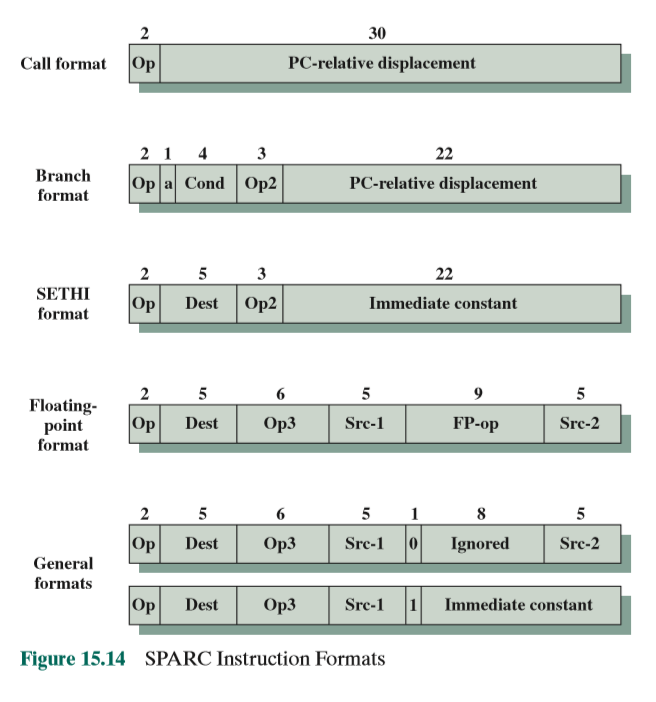 2 30
Call format Op PC-relative displacement
2 1 4 3 22
Branch
format
Op a Cond Op2 PC-relative displacement
2 5 3 22
SETHI
format
Op Dest Op2 Immediate constant
2 5 6 5 9 5
Floating-
point
format
Op Dest Op3 Src-1 FP-op Src-2
2 5 6 5 1 8 5
Op Dest Op3 Src-1 0 Ignored Src-2
General
formats
Op Dest Op3 Src-1 1 Immediate constant
Figure 15.14 SPARC Instruction Formats